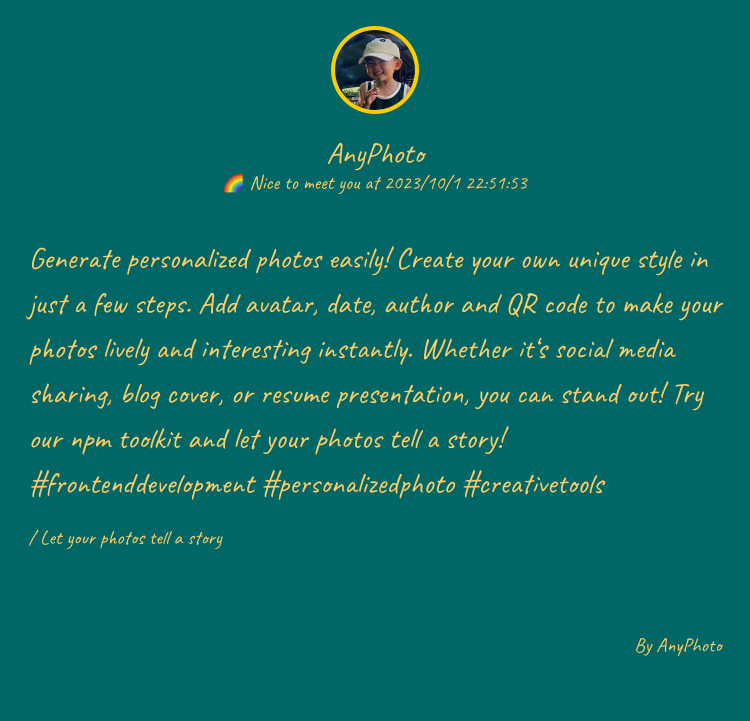 AnyPhoto
🌈 Nice to meet you at 2023/10/1 22:51:53
Generate personalized photos easily! Create your own unique style in
just a few steps. Add avatar, date, author and QR code to make your
photos lively and interesting instantly. Whether it‘s social media
sharing, blog cover, or resume presentation, you can stand out! Try
our npm toolkit and let your photos tell a story!
#frontenddevelopment #personalizedphoto #creativetools
/ Let your photos tell a story
By AnyPhoto